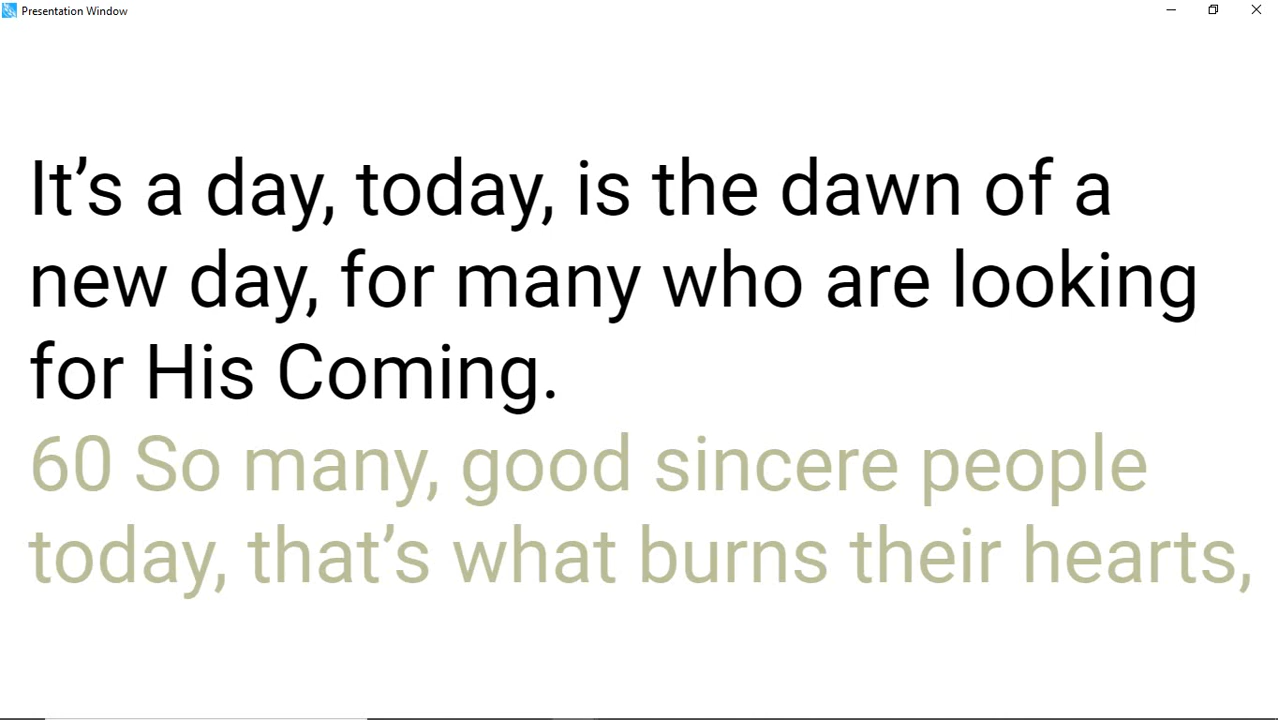 Presentation Window
It’s a day, today, is the dawn of a
new day, for many who are looking
for His Coming.
60 So many, good sincere people
today, that’s what burns their hearts,